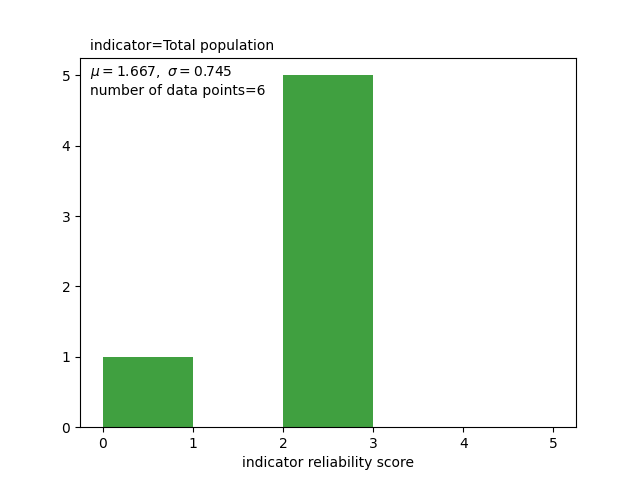 indicator=Total population
μ = 1.667, σ = 0.745
number of data points=6
5
4
3
2
1
0
0 1 2 3 4 5
indicator reliability score